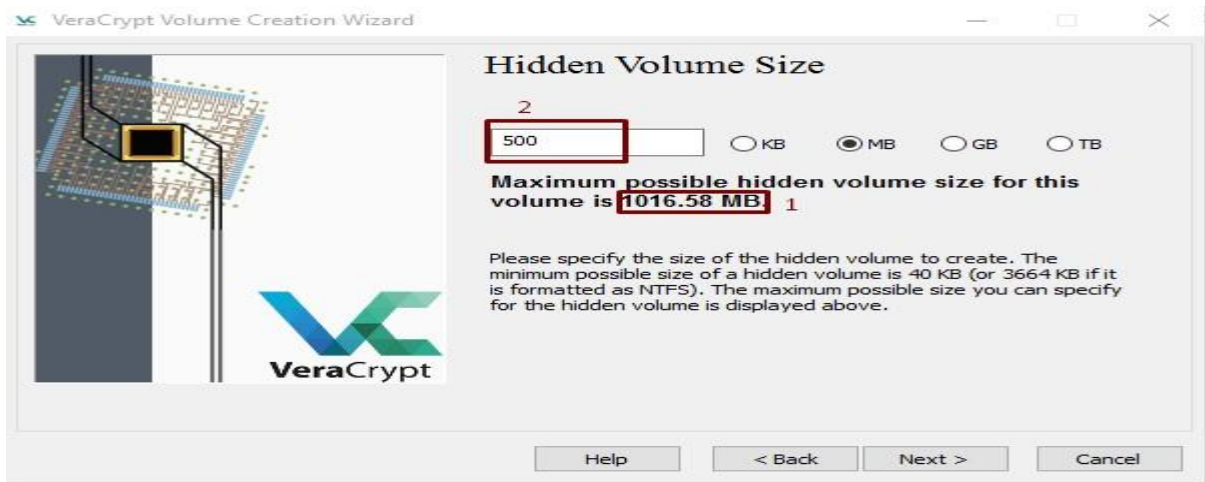 VeraCrypt Volume Creation Wizard
Hidden Volume Size
2
500 KB MB GB TB
Maximum possible hidden volume size for this
volume is 1016.58 MB. 1
Please specify the size of the hidden volume to create. The
minimum possible size of a hidden volume is 40 KB (or 3664 KB if it
is formatted as NTFS). The maximum possible size you can specify
for the hidden volume is displayed above.
VeraCrypt
Help < Back Next > Cancel